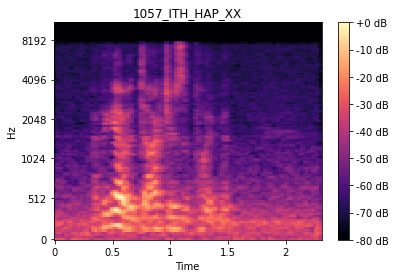 1057_ITH_HAP_XX
+0 dB
8192
-10 dB
4096
-20 dB
-30 dB
2048
Hz
-40 dB
1024
-50 dB
512
-60 dB
-70 dB
0
-80 dB
0 0.5 1 1.5 2
Time